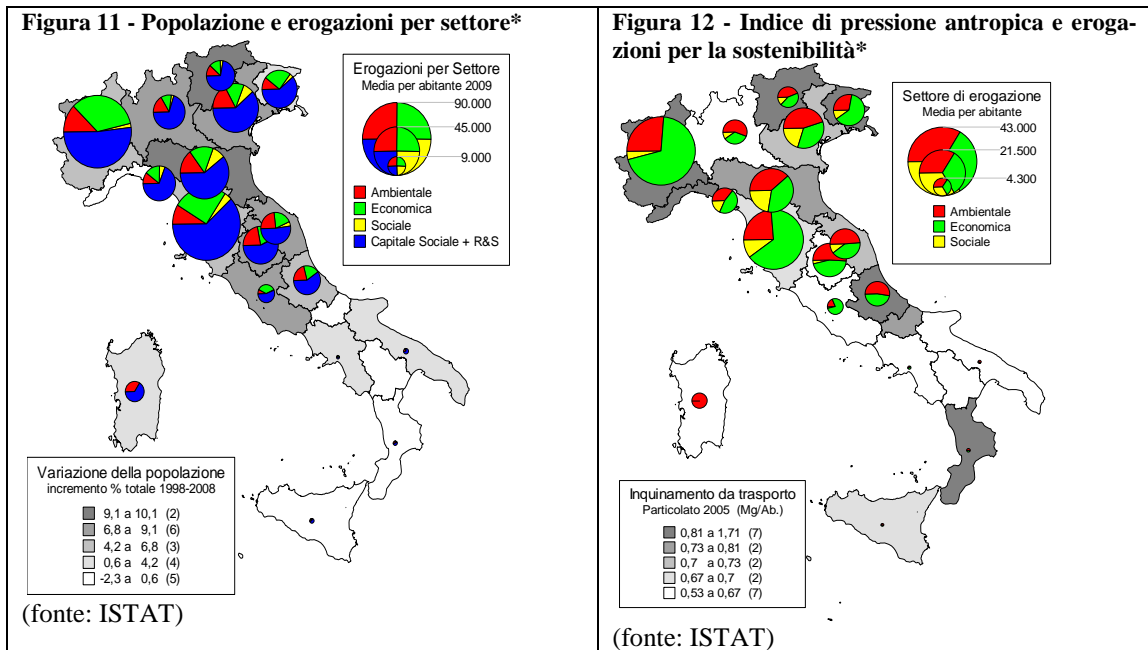 Figura 11 - Popolazione e erogazioni per settore*
Erogazioni per Settore
Media per abitante 2009
90.000
45.000
9.000
Ambientale
Economica
Sociale
Capitale Sociale + R&S
Variazione della popolazione
incremento % totale 1998-2008
9,1 a 10,1 (2)
6,8 a 9,1 (6)
4,2 a 6,8 (3)
0,6 a 4,2 (4)
-2,3 a 0,6 (5)
(fonte: ISTAT)
Figura 12 - Indice di pressione antropica e eroga-
zioni per la sostenibilità*
Settore di erogazione
Media per abitante
43.000
21.500
4.300
Ambientale
Economica
Sociale
Inquinamento da trasporto
Particolato 2005 (Mg/Ab.)
0,81 a 1,71 (7)
0,73 a 0,81 (2)
0,7 a 0,73 (2)
0,67 a 0,7 (2)
0,53 a 0,67 (7)
(fonte: ISTAT)